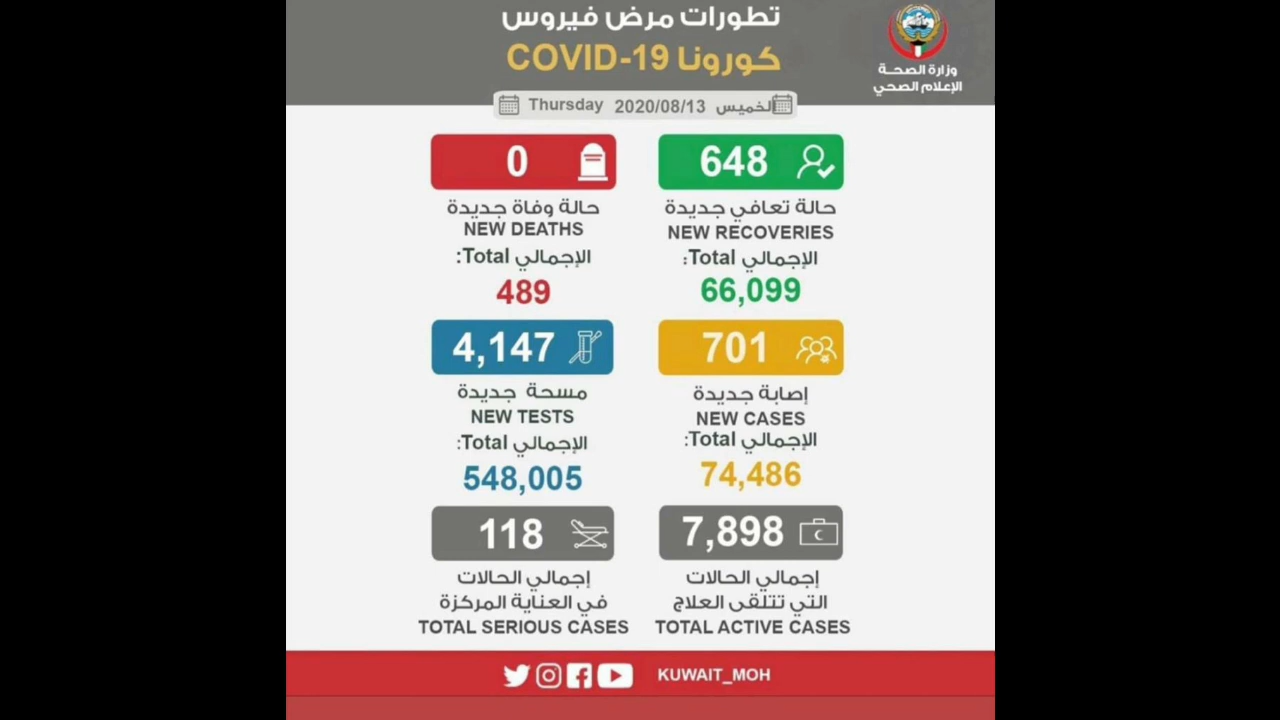 تطورات مرض فيروس
كورونا COVID-19
وزارة الصحـة
الإعلام الصحي
الخميس 2020/08/13 Thursday
648
حالة تعافي جديدة
NEW RECOVERIES
الإجمالي Total:
66,099
0
حالة وفاة جديدة
NEW DEATHS
الإجمالي Total:
489
701
إصابة جديدة
NEW CASES
الإجمالي Total:
74,486
4,147
مسحة جديدة
NEW TESTS
الإجمالي Total:
548,005
7,898
إجمالي الحالات
التي تتلقى العلاج
TOTAL ACTIVE CASES
118
إجمالي الحالات
في العناية المركزة
TOTAL SERIOUS CASES
KUWAIT_MOH